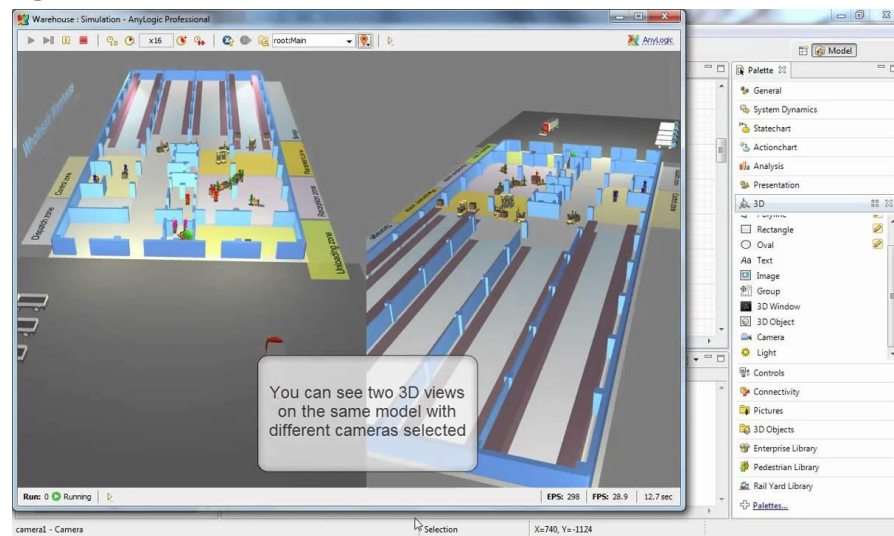 Warehouse : Simulation - AnyLogic Professional
x16
root:Main
AnyLogic
Model
Palette
General
System Dynamics
Statechart
Actionchart
Analysis
Presentation
3D
Rectangle
Oval
Aa Text
Image
Group
3D Window
3D Object
Camera
Light
Controls
Connectivity
Pictures
3D Objects
Enterprise Library
Pedestrian Library
Rail Yard Library
Palettes...
Wholesale Warehouse
Control zone
Dispatch zone
Unloading zone
You can see two 3D views
on the same model with
different cameras selected
Run: 0 Running
EPS: 298
FPS: 28.9
12.7 sec
camera1 - Camera
Selection
X=740, Y=-1124